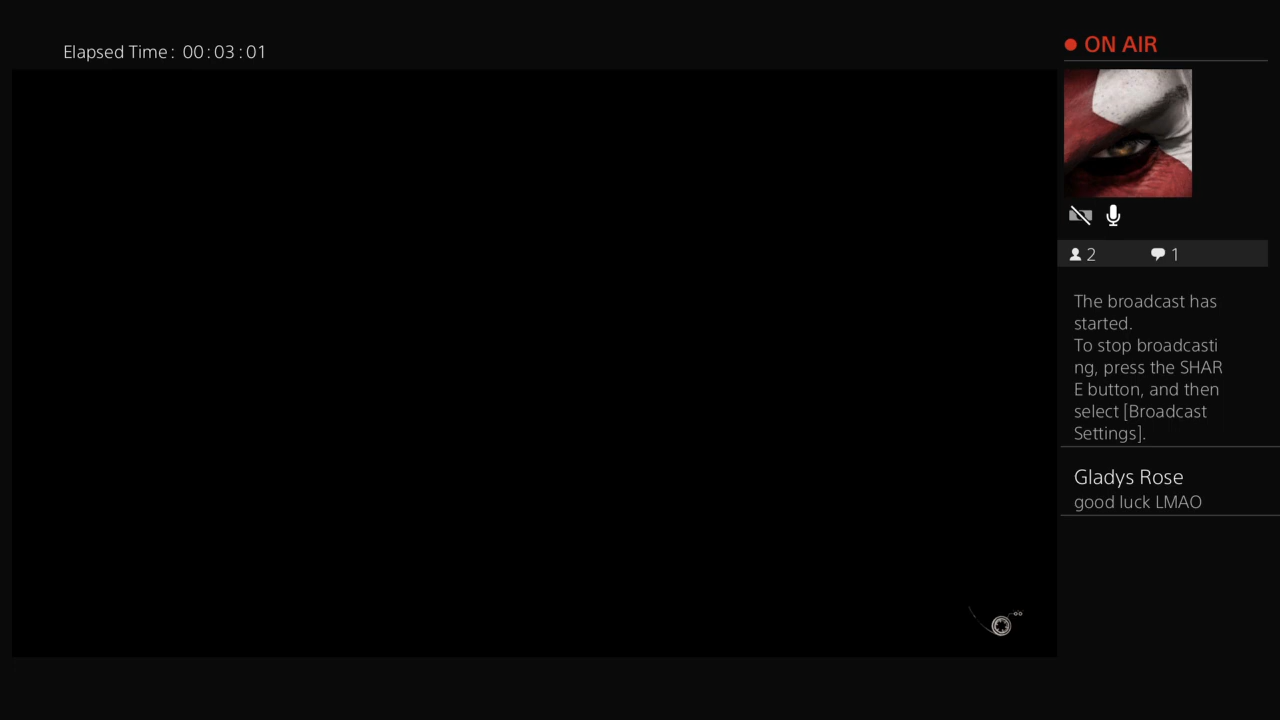 Elapsed Time: 00:03:01
ON AIR
2 1
The broadcast has
started.
To stop broadcasti
ng, press the SHAR
E button, and then
select [Broadcast
Settings].
Gladys Rose
good luck LMAO